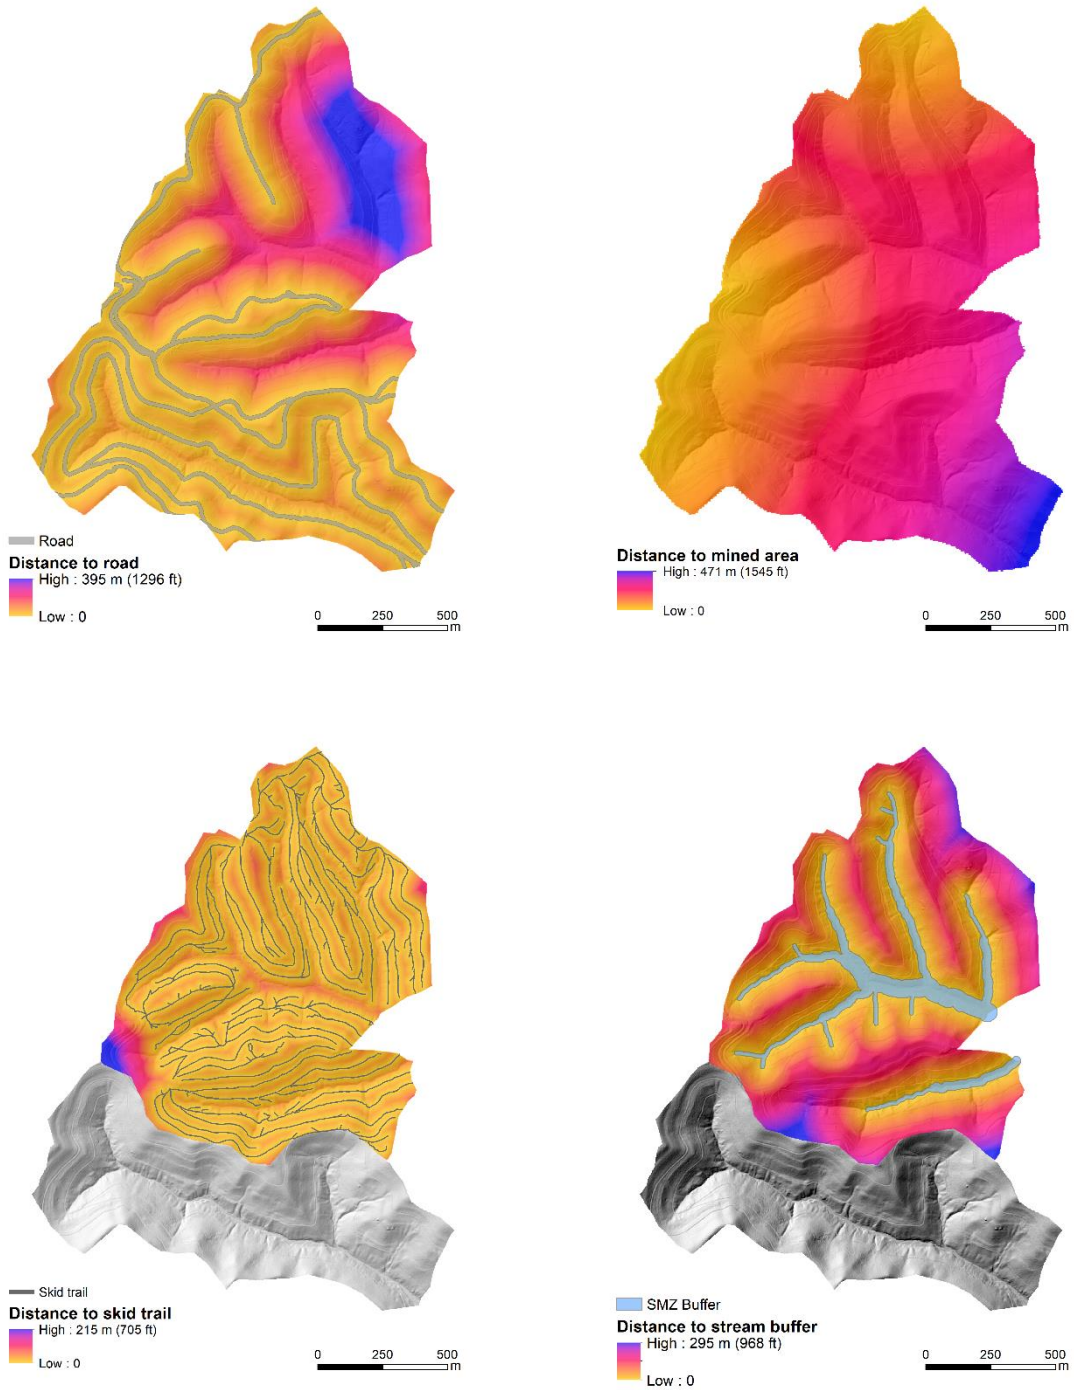 Road
Distance to road
High : 395 m (1296 ft)
Low : 0
0 250 500
m
Distance to mined area
High : 471 m (1545 ft)
Low : 0
0 250 500
m
Skid trail
Distance to skid trail
High : 215 m (705 ft)
Low : 0
0 250 500
m
SMZ Buffer
Distance to stream buffer
High : 295 m (968 ft)
Low : 0
0 250 500
m